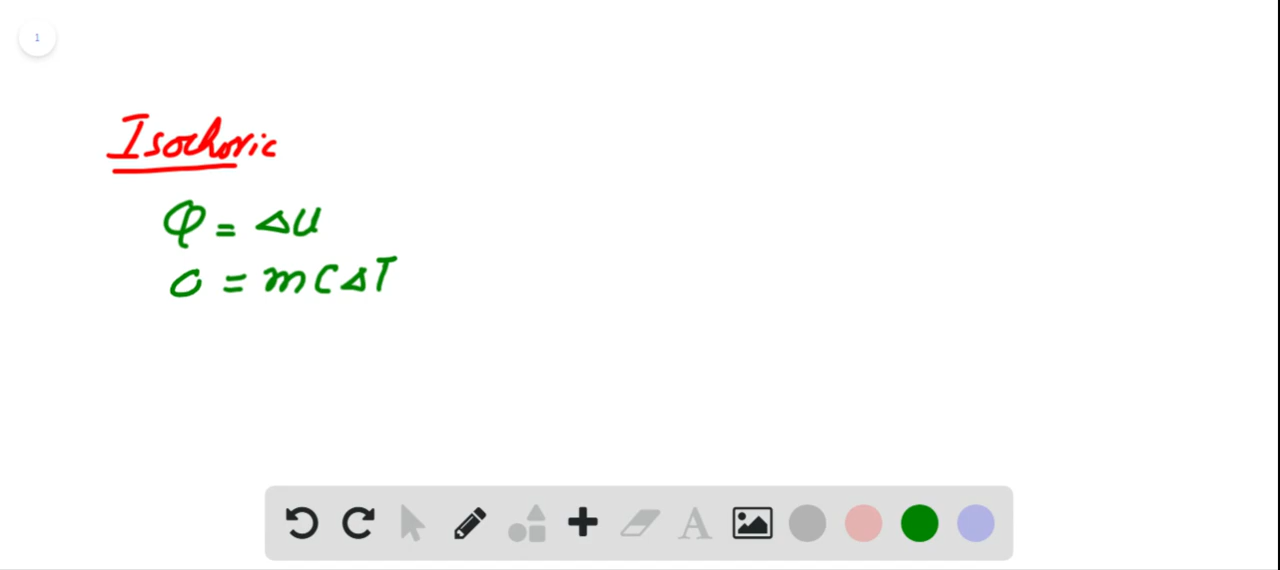 1
Isochoric
Q = ΔU
0 = mCΔT
A